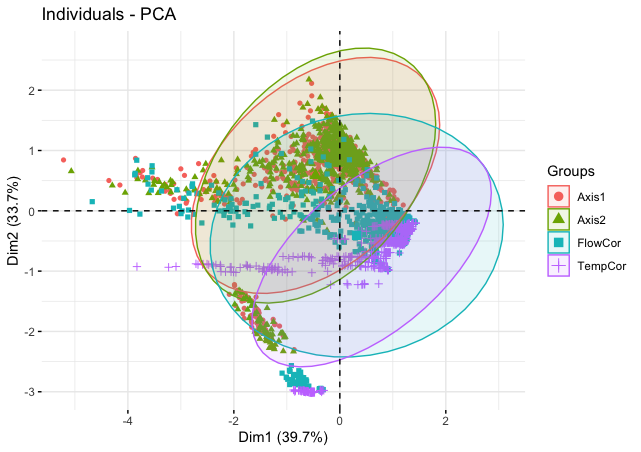 Individuals - PCA
2
1
0
-1
-2
-3
Dim2 (33.7%)
-4
-2
0
2
Dim1 (39.7%)
Groups
Axis1
Axis2
FlowCor
TempCor